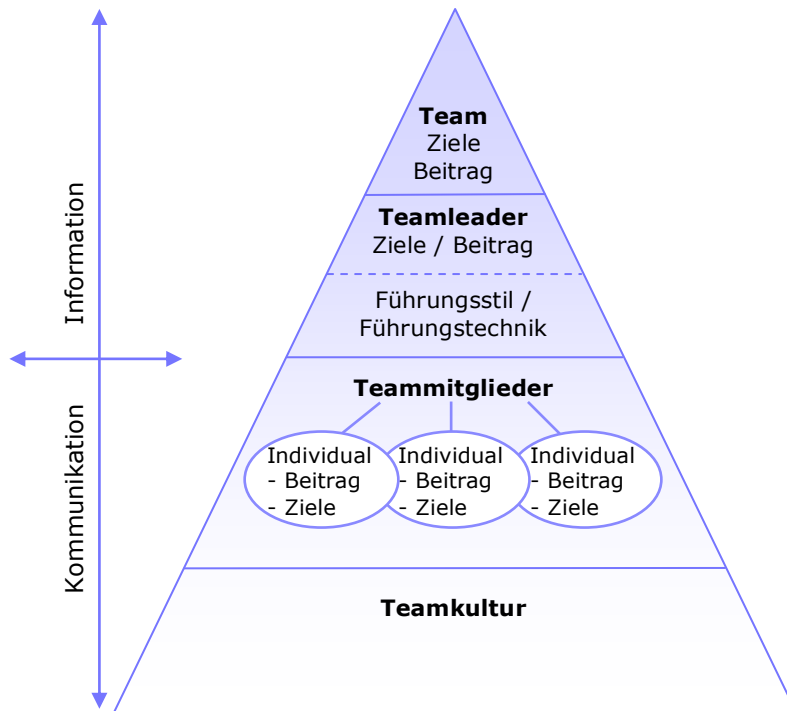 Team
Ziele
Beitrag
Teamleader
Ziele / Beitrag
Führungsstil /
Führungstechnik
Teammitglieder
Individual
- Beitrag
- Ziele
Individual
- Beitrag
- Ziele
Individual
- Beitrag
- Ziele
Teamkultur
Information
Kommunikation